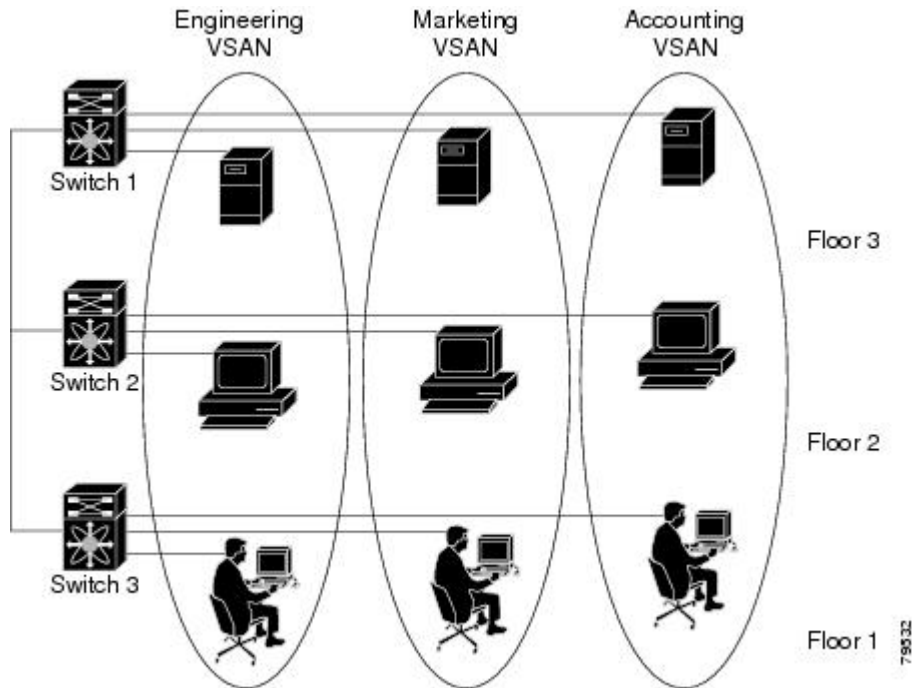 Engineering
VSAN
Marketing
VSAN
Accounting
VSAN
Switch 1
Floor 3
Switch 2
Floor 2
Switch 3
Floor 1
79532